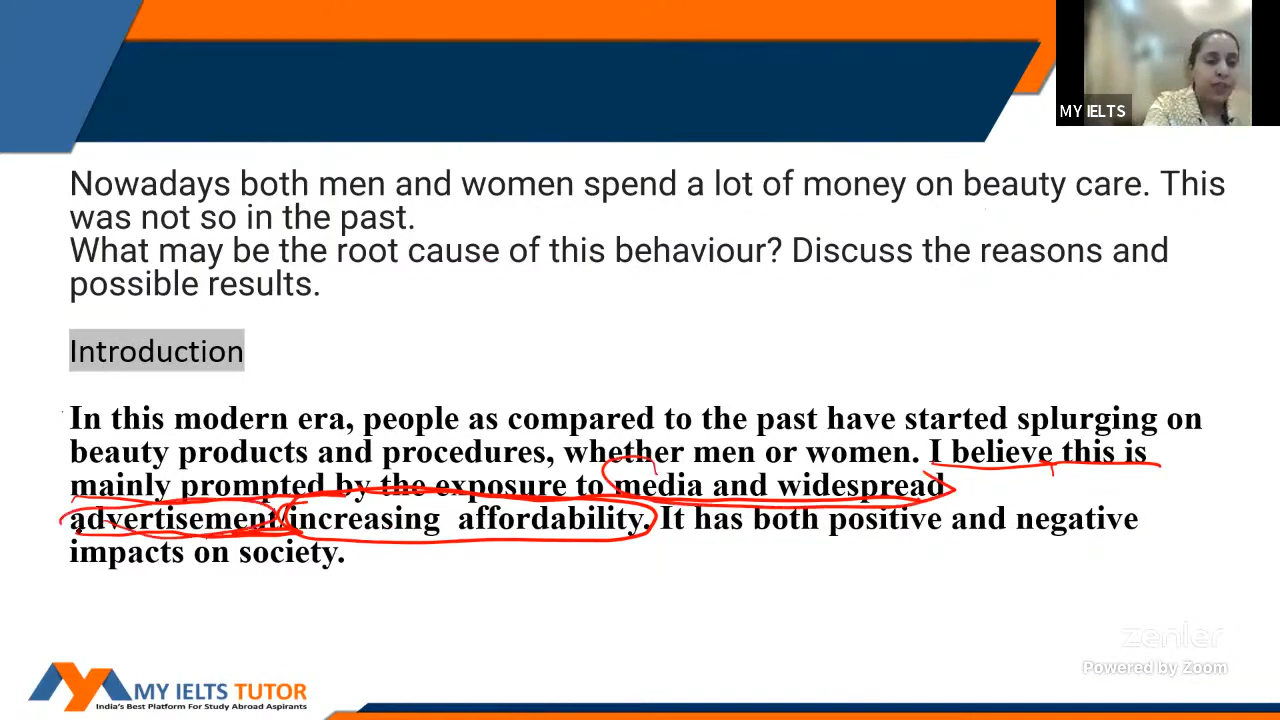 MY IELTS
Nowadays both men and women spend a lot of money on beauty care. This
was not so in the past.
What may be the root cause of this behaviour? Discuss the reasons and
possible results.
Introduction
In this modern era, people as compared to the past have started splurging on
beauty products and procedures, whether men or women. I believe this is
mainly prompted by the exposure to media and widespread
advertisement increasing affordability. It has both positive and negative
impacts on society.
zenler
Powered by Zoom
MY IELTS TUTOR
India's Best Platform For Study Abroad Aspirants